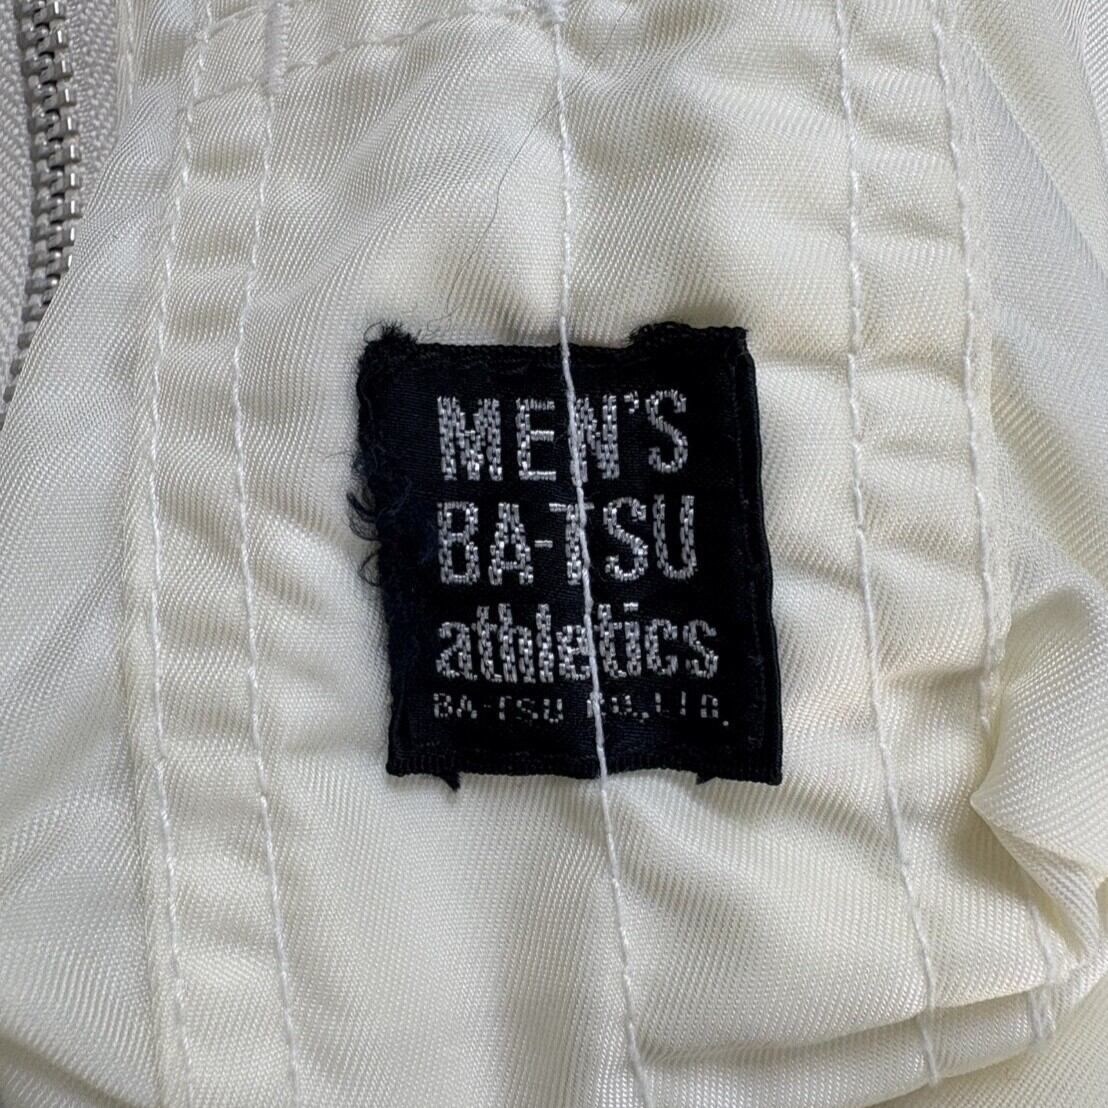 MEN'S
BA-TSU
athletics
BA-TSU CO.,LTD.